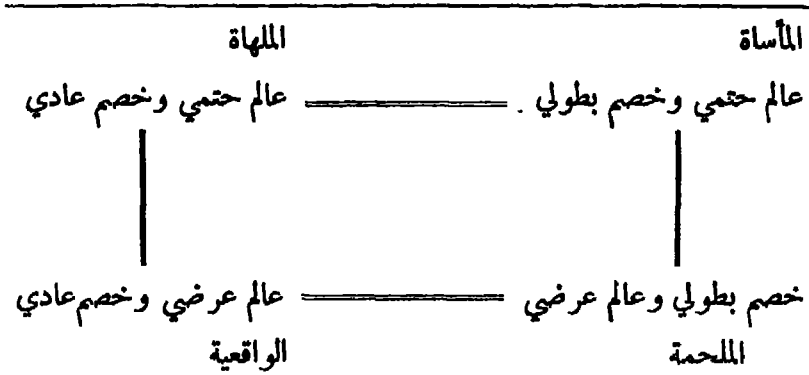 المأساة الملهاة
عالم حتمي وخصم بطولي . عالم حتمي وخصم عادي
خصم بطولي وعالم عرضي عالم عرضي وخصم عادي
الملحمة الواقعية